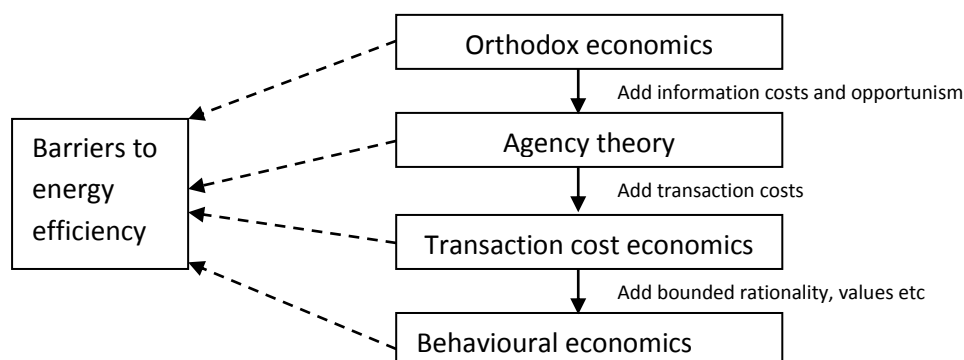 Orthodox economics
Add information costs and opportunism
Barriers to
energy
efficiency
Agency theory
Add transaction costs
Transaction cost economics
Add bounded rationality, values etc
Behavioural economics